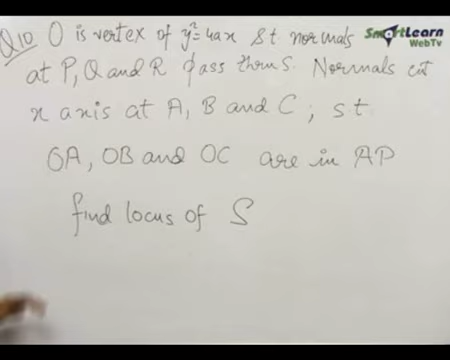 Q10 O is vertex of y²=4ax st normals
SmartLearn
WebTv
at P, Q and R pass thru S. Normals cut
x axis at A, B and C; st
OA, OB and OC are in AP
find locus of S